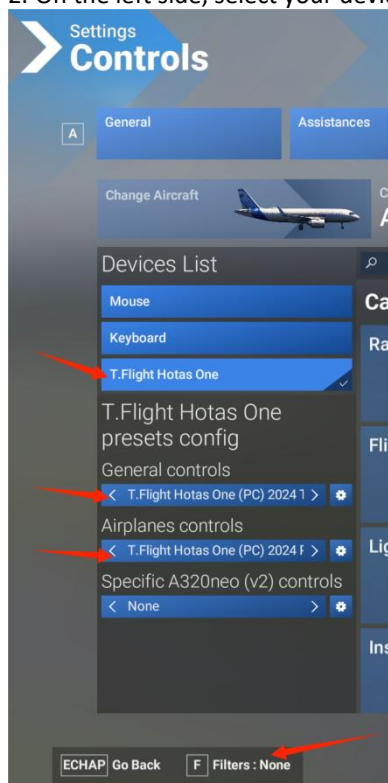 2. On the left side, select your devic
Settings
Controls
A
General
Assistances
Change Aircraft
C
A
Devices List
Mouse
Ca
Keyboard
Ra
T.Flight Hotas One
T.Flight Hotas One
presets config
Fli
General controls
T.Flight Hotas One (PC) 2024 T
Airplanes controls
T.Flight Hotas One (PC) 2024 F
Lig
Specific A320neo (v2) controls
None
Ins
ECHAP Go Back F Filters : None